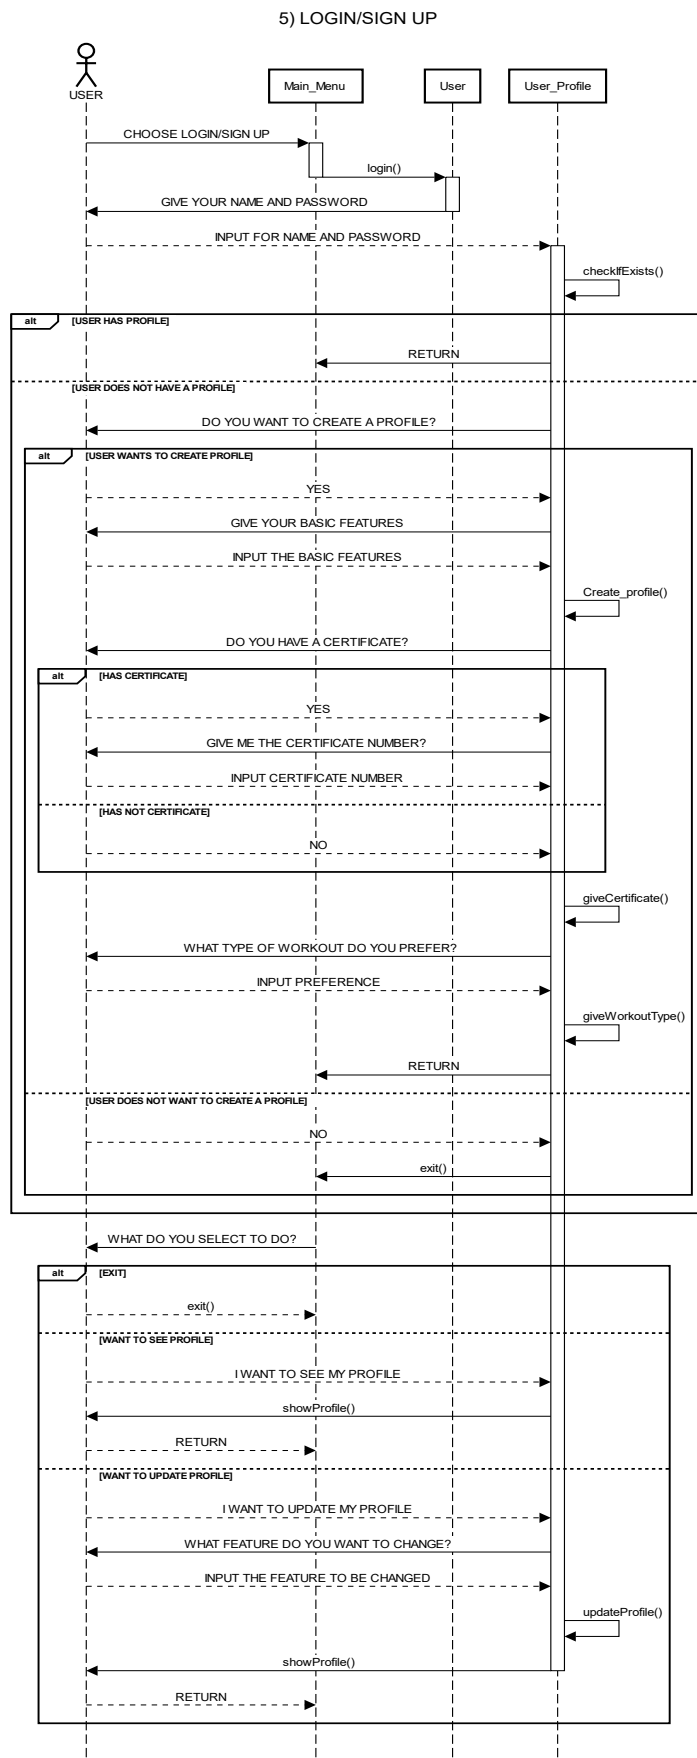 5) LOGIN/SIGN UP
USER
Main_Menu
User
User_Profile
CHOOSE LOGIN/SIGN UP
login()
GIVE YOUR NAME AND PASSWORD
INPUT FOR NAME AND PASSWORD
checkIfExists()
alt
[USER HAS PROFILE]
RETURN
[USER DOES NOT HAVE A PROFILE]
DO YOU WANT TO CREATE A PROFILE?
alt
[USER WANTS TO CREATE PROFILE]
YES
GIVE YOUR BASIC FEATURES
INPUT THE BASIC FEATURES
Create_profile()
DO YOU HAVE A CERTIFICATE?
alt
[HAS CERTIFICATE]
YES
GIVE ME THE CERTIFICATE NUMBER?
INPUT CERTIFICATE NUMBER
[HAS NOT CERTIFICATE]
NO
giveCertificate()
WHAT TYPE OF WORKOUT DO YOU PREFER?
INPUT PREFERENCE
giveWorkoutType()
RETURN
[USER DOES NOT WANT TO CREATE A PROFILE]
NO
exit()
WHAT DO YOU SELECT TO DO?
alt
[EXIT]
exit()
[WANT TO SEE PROFILE]
I WANT TO SEE MY PROFILE
showProfile()
RETURN
[WANT TO UPDATE PROFILE]
I WANT TO UPDATE MY PROFILE
WHAT FEATURE DO YOU WANT TO CHANGE?
INPUT THE FEATURE TO BE CHANGED
updateProfile()
showProfile()
RETURN